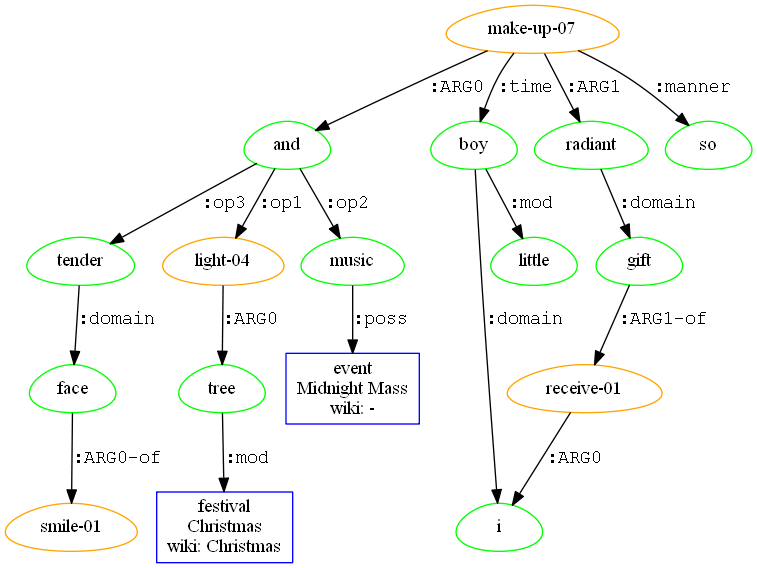 make-up-07
:ARG0
:time
:ARG1
:manner
and
boy
radiant
so
:op3
:op1
:op2
:mod
:domain
tender
light-04
music
little
gift
:domain
:ARG0
:poss
:domain
:ARG1-of
face
tree
event
Midnight Mass
wiki: -
receive-01
:ARG0-of
:mod
:ARG0
smile-01
festival
Christmas
wiki: Christmas
i